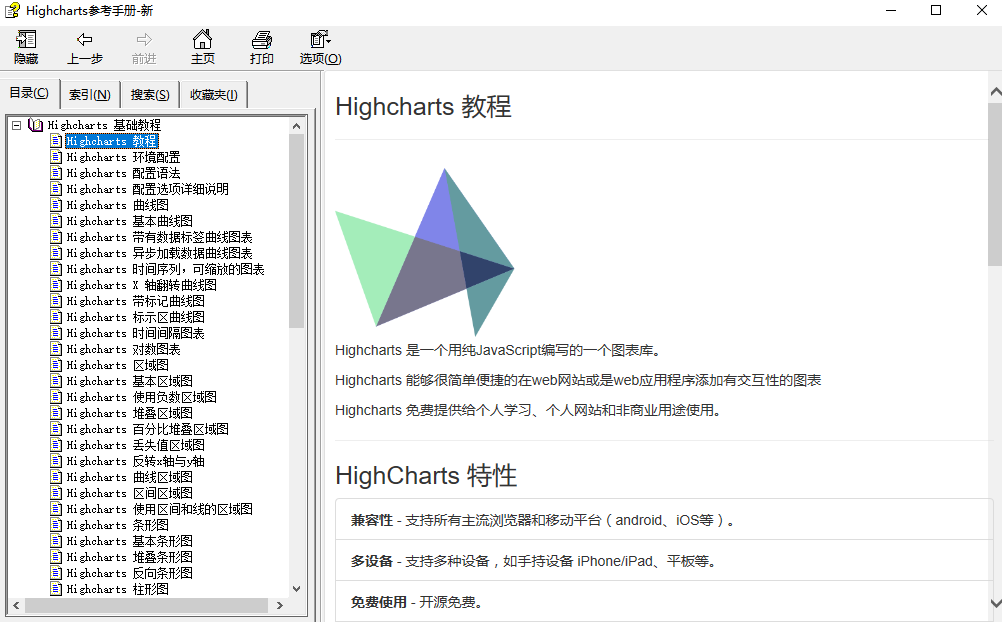 Highcharts参考手册-新
隐藏 上一步 前进 主页 打印 选项(O)
目录(C) 索引(N) 搜索(S) 收藏夹(I)
Highcharts 基础教程
Highcharts 教程
Highcharts 环境配置
Highcharts 配置语法
Highcharts 配置选项详细说明
Highcharts 曲线图
Highcharts 基本曲线图
Highcharts 带有数据标签曲线图表
Highcharts 异步加载数据曲线图表
Highcharts 时间序列，可缩放的图表
Highcharts X 轴翻转曲线图
Highcharts 带标记曲线图
Highcharts 标示区曲线图
Highcharts 时间间隔图表
Highcharts 对数图表
Highcharts 区域图
Highcharts 基本区域图
Highcharts 使用负数区域图
Highcharts 堆叠区域图
Highcharts 百分比堆叠区域图
Highcharts 丢失值区域图
Highcharts 反转x轴与y轴
Highcharts 曲线区域图
Highcharts 区间区域图
Highcharts 使用区间和线的区域图
Highcharts 条形图
Highcharts 基本条形图
Highcharts 堆叠条形图
Highcharts 反向条形图
Highcharts 柱形图
Highcharts 教程
Highcharts 是一个用纯JavaScript编写的一个图表库。
Highcharts 能够很简单便捷的在web网站或是web应用程序添加有交互性的图表
Highcharts 免费提供给个人学习、个人网站和非商业用途使用。
HighCharts 特性
兼容性 - 支持所有主流浏览器和移动平台（android、iOS等）。
多设备 - 支持多种设备，如手持设备 iPhone/iPad、平板等。
免费使用 - 开源免费。